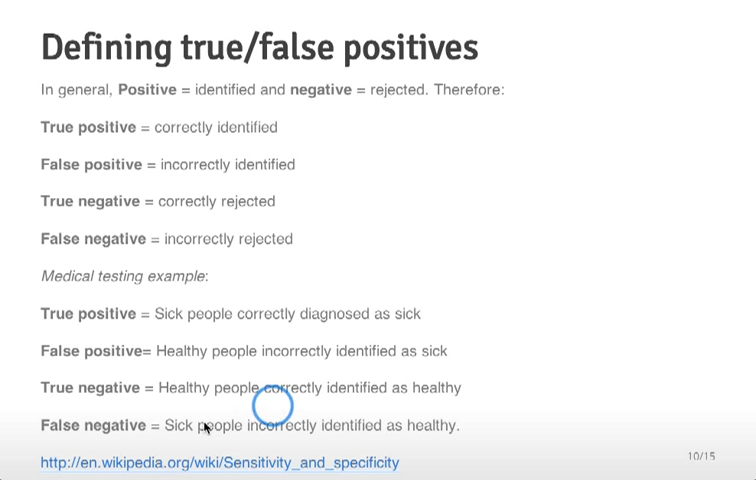 Defining true/false positives
In general, Positive = identified and negative = rejected. Therefore:
True positive = correctly identified
False positive = incorrectly identified
True negative = correctly rejected
False negative = incorrectly rejected
Medical testing example:
True positive = Sick people correctly diagnosed as sick
False positive= Healthy people incorrectly identified as sick
True negative = Healthy people correctly identified as healthy
False negative = Sick people incorrectly identified as healthy.
http://en.wikipedia.org/wiki/Sensitivity_and_specificity
10/15